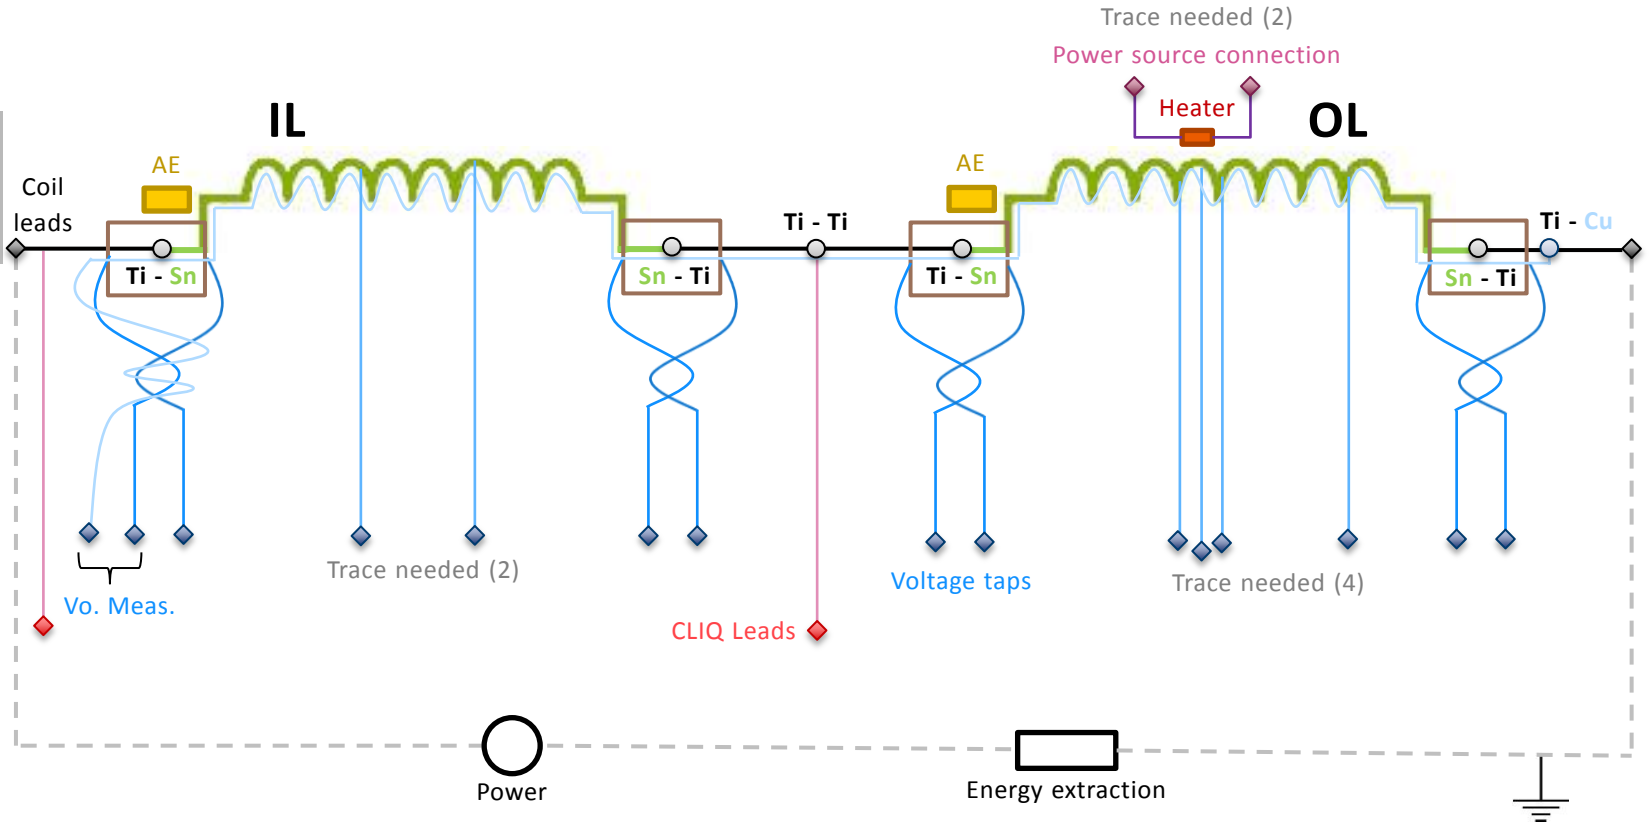 Trace needed (2)
Power source connection
IL
Heater
OL
AE
AE
Coil
leads
Ti - Ti
Ti - Cu
Ti - Sn
Sn - Ti
Ti - Sn
Sn - Ti
Trace needed (2)
Voltage taps
Trace needed (4)
Vo. Meas.
CLIQ Leads
Power
Energy extraction